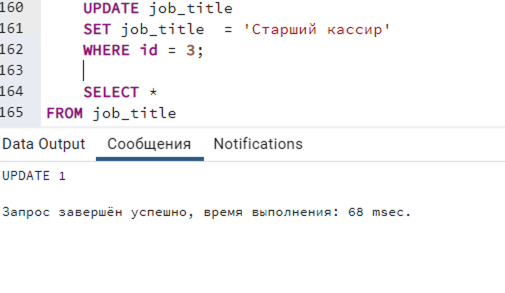 160 UPDATE job_title
161 SET job_title  = 'Старший кассир'
162 WHERE id = 3;
163
164 SELECT *
165 FROM job_title
Data Output Сообщения Notifications
UPDATE 1
Запрос завершён успешно, время выполнения: 68 msec.